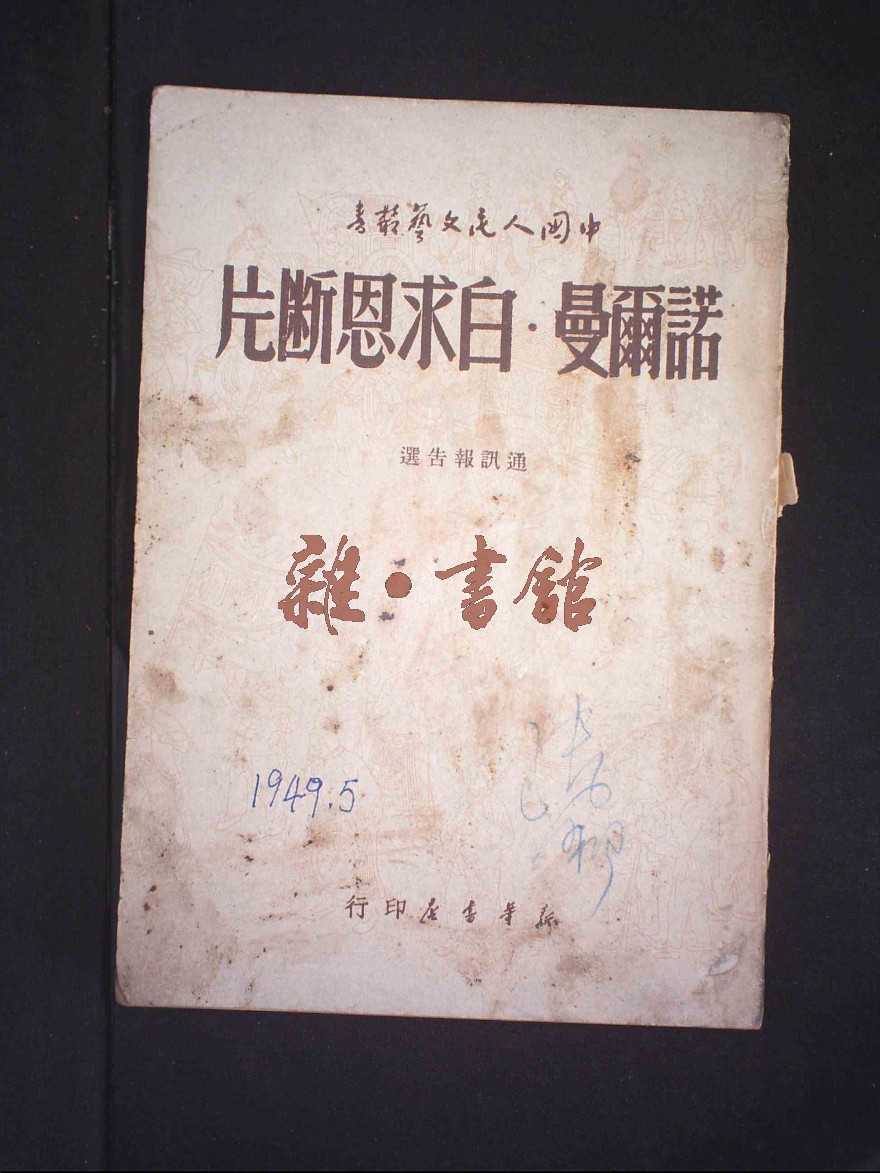 中國人民文藝叢書
諾爾曼·白求恩断片
通訊報告選
雜·書館
1949.5
新華書店印行